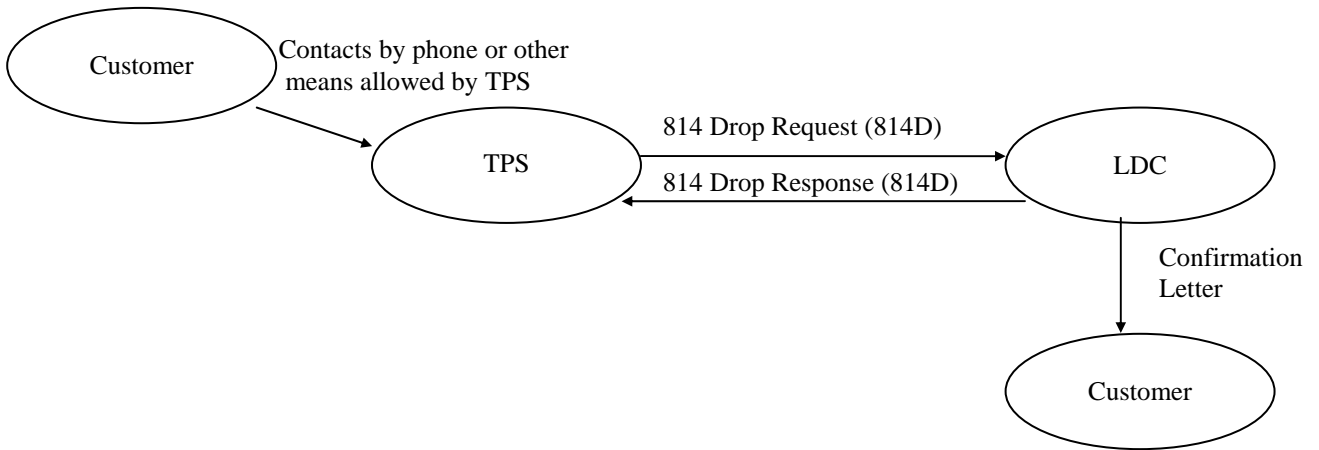 Customer
Contacts by phone or other
means allowed by TPS
TPS
814 Drop Request (814D)
814 Drop Response (814D)
LDC
Confirmation
Letter
Customer